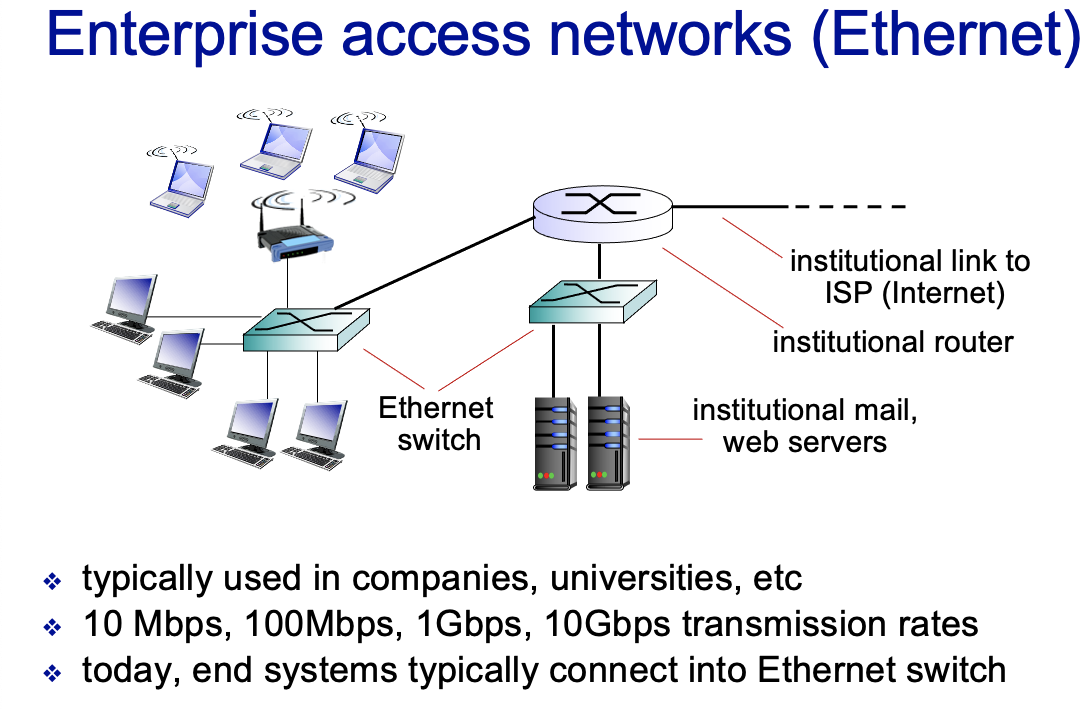 Enterprise access networks (Ethernet)
institutional link to
ISP (Internet)
institutional router
Ethernet
switch
institutional mail,
web servers
typically used in companies, universities, etc
10 Mbps, 100Mbps, 1Gbps, 10Gbps transmission rates
today, end systems typically connect into Ethernet switch